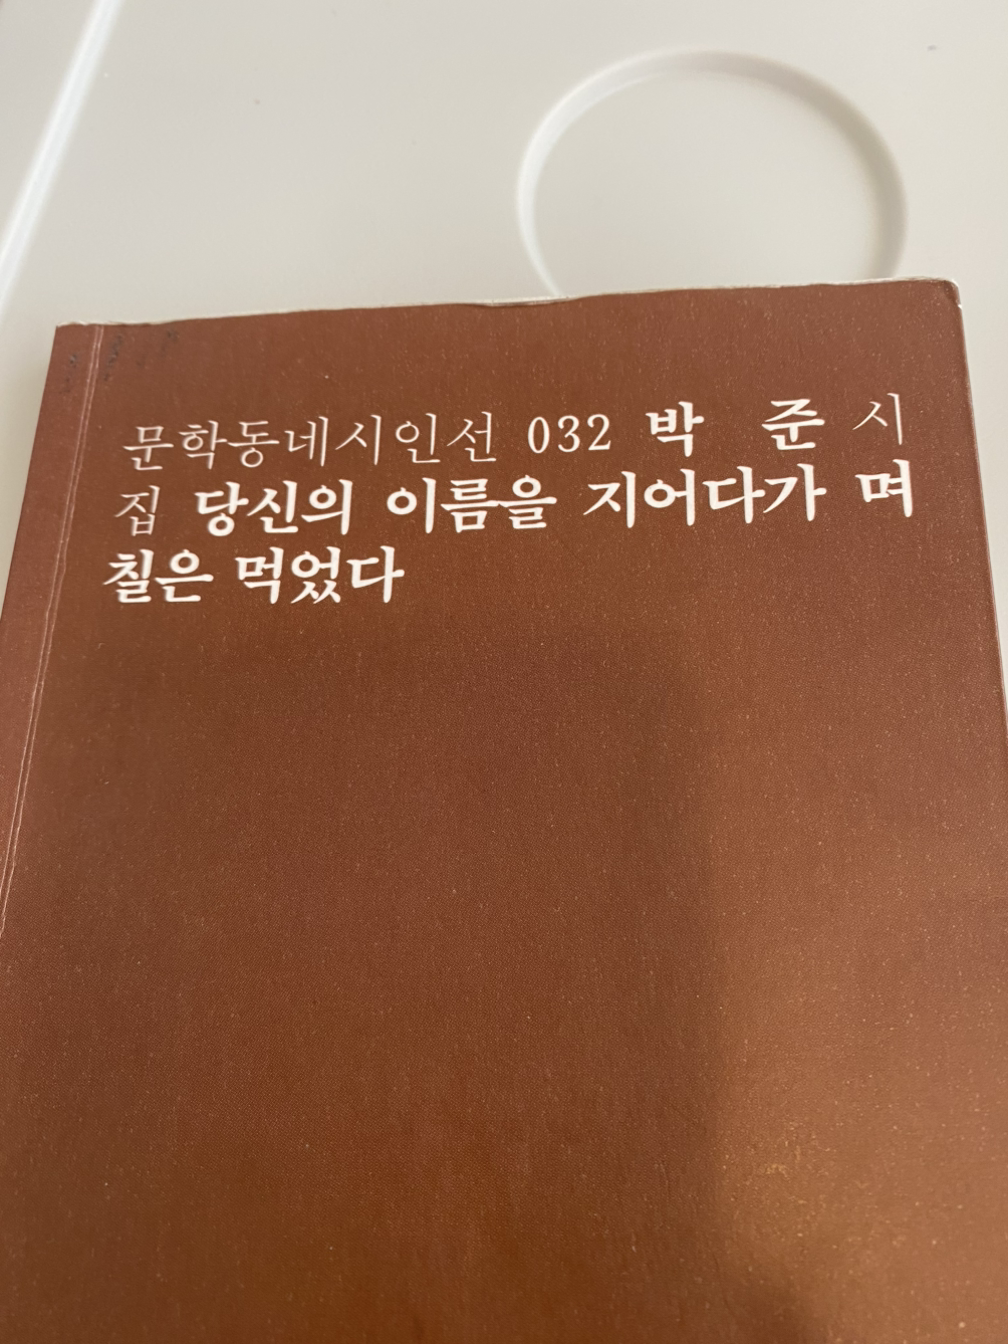 문학동네시인선 032 박 준 시
집 당신의 이름을 지어다가 며
칠은 먹었다